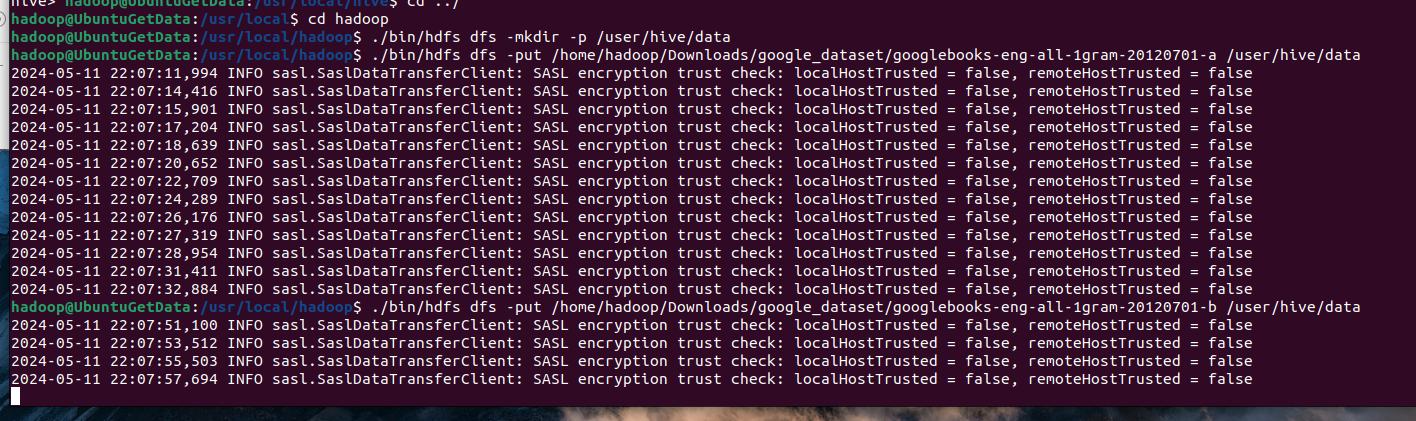 hive> hadoop@UbuntuGetData:/usr/local/hive$ cd ../
hadoop@UbuntuGetData:/usr/local$ cd hadoop
hadoop@UbuntuGetData:/usr/local/hadoop$ ./bin/hdfs dfs -mkdir -p /user/hive/data
hadoop@UbuntuGetData:/usr/local/hadoop$ ./bin/hdfs dfs -put /home/hadoop/Downloads/google_dataset/googlebooks-eng-all-1gram-20120701-a /user/hive/data
2024-05-11 22:07:11,994 INFO sasl.SaslDataTransferClient: SASL encryption trust check: localHostTrusted = false, remoteHostTrusted = false
2024-05-11 22:07:14,416 INFO sasl.SaslDataTransferClient: SASL encryption trust check: localHostTrusted = false, remoteHostTrusted = false
2024-05-11 22:07:15,901 INFO sasl.SaslDataTransferClient: SASL encryption trust check: localHostTrusted = false, remoteHostTrusted = false
2024-05-11 22:07:17,204 INFO sasl.SaslDataTransferClient: SASL encryption trust check: localHostTrusted = false, remoteHostTrusted = false
2024-05-11 22:07:18,639 INFO sasl.SaslDataTransferClient: SASL encryption trust check: localHostTrusted = false, remoteHostTrusted = false
2024-05-11 22:07:20,652 INFO sasl.SaslDataTransferClient: SASL encryption trust check: localHostTrusted = false, remoteHostTrusted = false
2024-05-11 22:07:22,709 INFO sasl.SaslDataTransferClient: SASL encryption trust check: localHostTrusted = false, remoteHostTrusted = false
2024-05-11 22:07:24,289 INFO sasl.SaslDataTransferClient: SASL encryption trust check: localHostTrusted = false, remoteHostTrusted = false
2024-05-11 22:07:26,176 INFO sasl.SaslDataTransferClient: SASL encryption trust check: localHostTrusted = false, remoteHostTrusted = false
2024-05-11 22:07:27,319 INFO sasl.SaslDataTransferClient: SASL encryption trust check: localHostTrusted = false, remoteHostTrusted = false
2024-05-11 22:07:28,954 INFO sasl.SaslDataTransferClient: SASL encryption trust check: localHostTrusted = false, remoteHostTrusted = false
2024-05-11 22:07:31,411 INFO sasl.SaslDataTransferClient: SASL encryption trust check: localHostTrusted = false, remoteHostTrusted = false
2024-05-11 22:07:32,884 INFO sasl.SaslDataTransferClient: SASL encryption trust check: localHostTrusted = false, remoteHostTrusted = false
hadoop@UbuntuGetData:/usr/local/hadoop$ ./bin/hdfs dfs -put /home/hadoop/Downloads/google_dataset/googlebooks-eng-all-1gram-20120701-b /user/hive/data
2024-05-11 22:07:51,100 INFO sasl.SaslDataTransferClient: SASL encryption trust check: localHostTrusted = false, remoteHostTrusted = false
2024-05-11 22:07:53,512 INFO sasl.SaslDataTransferClient: SASL encryption trust check: localHostTrusted = false, remoteHostTrusted = false
2024-05-11 22:07:55,503 INFO sasl.SaslDataTransferClient: SASL encryption trust check: localHostTrusted = false, remoteHostTrusted = false
2024-05-11 22:07:57,694 INFO sasl.SaslDataTransferClient: SASL encryption trust check: localHostTrusted = false, remoteHostTrusted = false